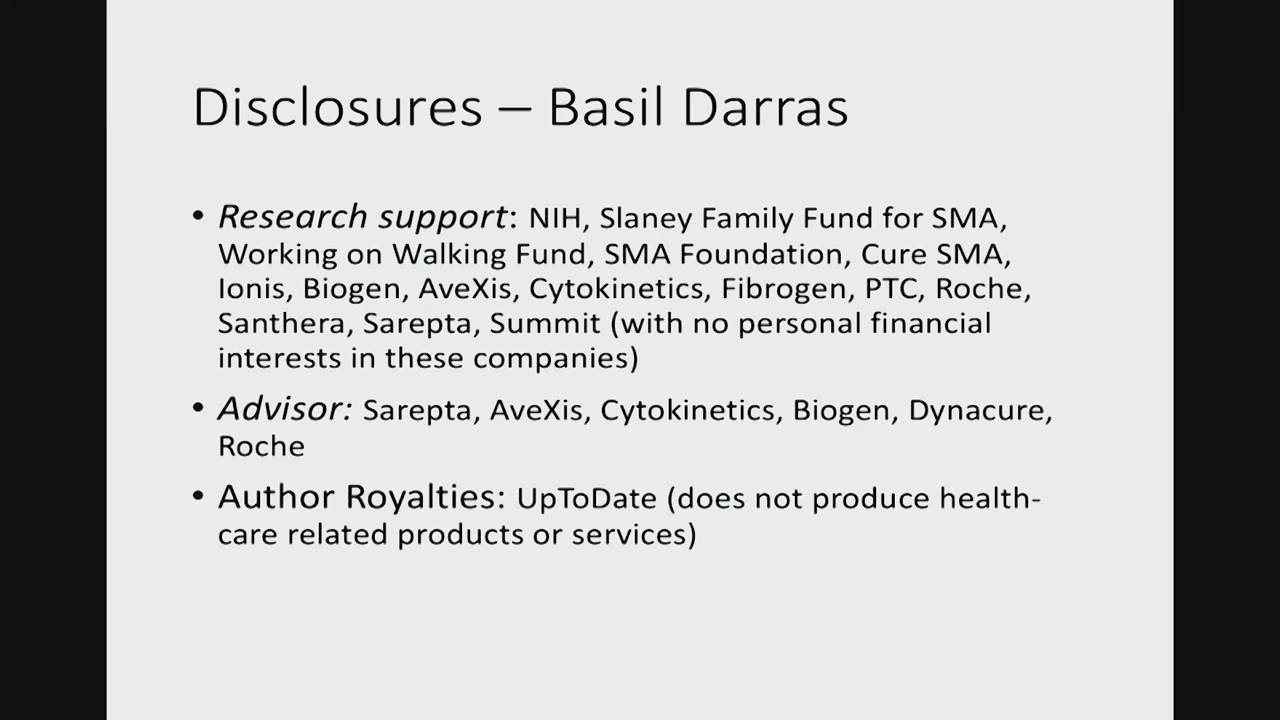 Disclosures – Basil Darras
• Research support: NIH, Slaney Family Fund for SMA,
Working on Walking Fund, SMA Foundation, Cure SMA,
Ionis, Biogen, AveXis, Cytokinetics, Fibrogen, PTC, Roche,
Santhera, Sarepta, Summit (with no personal financial
interests in these companies)
• Advisor: Sarepta, AveXis, Cytokinetics, Biogen, Dynacure,
Roche
• Author Royalties: UpToDate (does not produce health-
care related products or services)